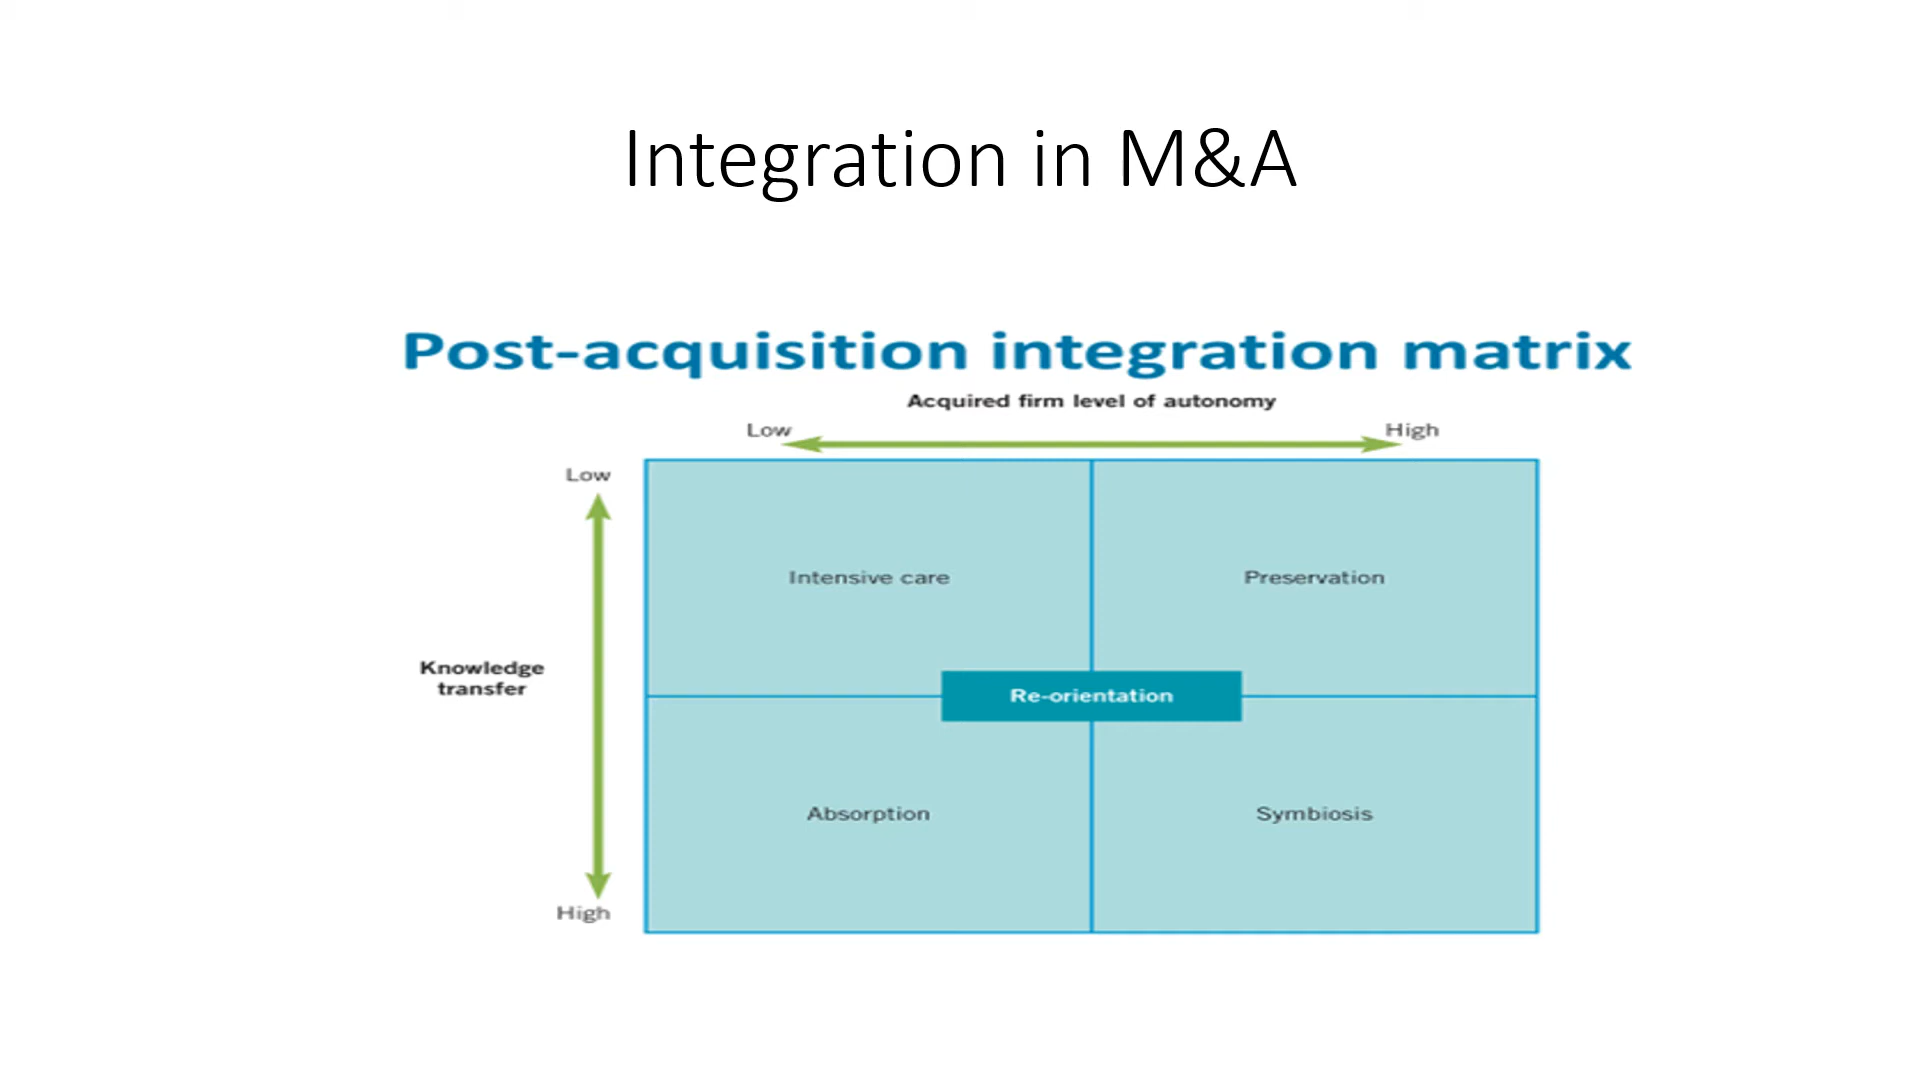 Integration in M&A
Post-acquisition integration matrix
Acquired firm level of autonomy
Low
High
Low
Intensive care
Preservation
Knowledge
transfer
Re-orientation
Absorption
Symbiosis
High